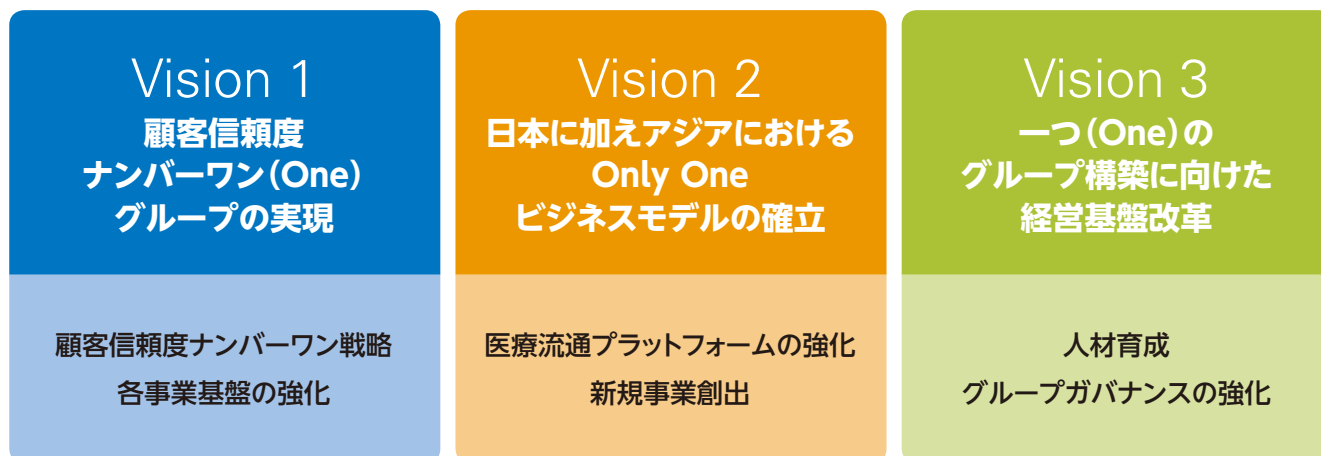 Vision 1
顧客信頼度
ナンバーワン(One)
グループの実現
顧客信頼度ナンバーワン戦略
各事業基盤の強化
Vision 2
日本に加えアジアにおける
Only One
ビジネスモデルの確立
医療流通プラットフォームの強化
新規事業創出
Vision 3
一つ(One)の
グループ構築に向けた
経営基盤改革
人材育成
グループガバナンスの強化